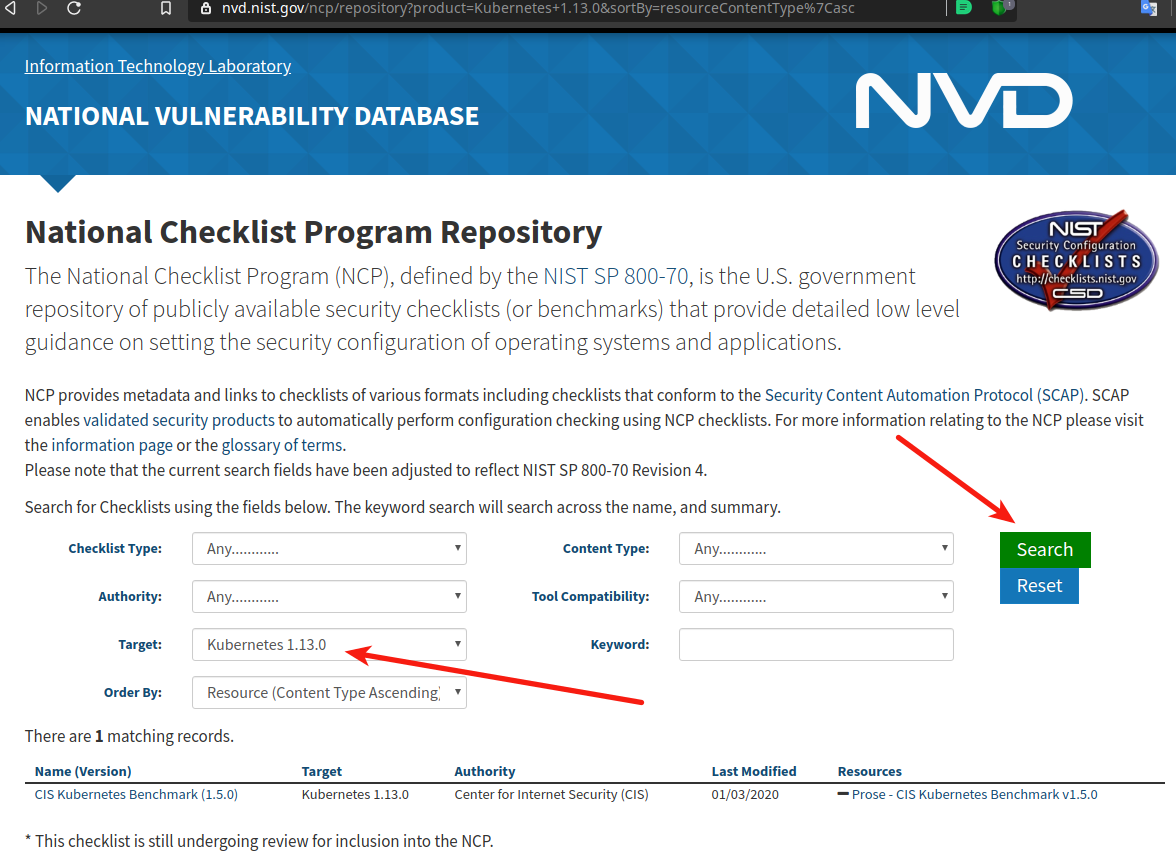 nvd.nist.gov/ncp/repository?product=Kubernetes+1.13.0&sortBy=resourceContentType%7Casc
1
Information Technology Laboratory
NATIONAL VULNERABILITY DATABASE
NVD
National Checklist Program Repository
The National Checklist Program (NCP), defined by the NIST SP 800-70, is the U.S. government
repository of publicly available security checklists (or benchmarks) that provide detailed low level
guidance on setting the security configuration of operating systems and applications.
NIST
Security Configuration
CHECKLISTS
http://checklists.nist.gov
CSD
NCP provides metadata and links to checklists of various formats including checklists that conform to the Security Content Automation Protocol (SCAP). SCAP
enables validated security products to automatically perform configuration checking using NCP checklists. For more information relating to the NCP please visit
the information page or the glossary of terms.
Please note that the current search fields have been adjusted to reflect NIST SP 800-70 Revision 4.
Search for Checklists using the fields below. The keyword search will search across the name, and summary.
Checklist Type: Any............ Content Type: Any............ Search
Reset
Authority: Any............ Tool Compatibility: Any............
Target: Kubernetes 1.13.0 Keyword:
Order By: Resource (Content Type Ascending)
There are 1 matching records.
Name (Version) Target Authority Last Modified Resources
CIS Kubernetes Benchmark (1.5.0) Kubernetes 1.13.0 Center for Internet Security (CIS) 01/03/2020 Prose - CIS Kubernetes Benchmark v1.5.0
* This checklist is still undergoing review for inclusion into the NCP.